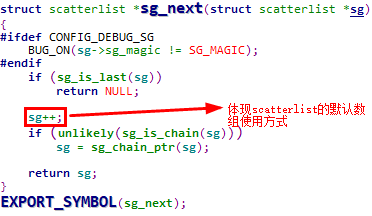 struct scatterlist *sg_next(struct scatterlist *sg)
{
#ifdef CONFIG_DEBUG_SG
BUG_ON(sg->sg_magic != SG_MAGIC);
#endif
if (sg_is_last(sg))
return NULL;
sg++;
体现scatterlist的默认数
组使用方式
if (unlikely(sg_is_chain(sg)))
sg = sg_chain_ptr(sg);
return sg;
}
EXPORT_SYMBOL(sg_next);